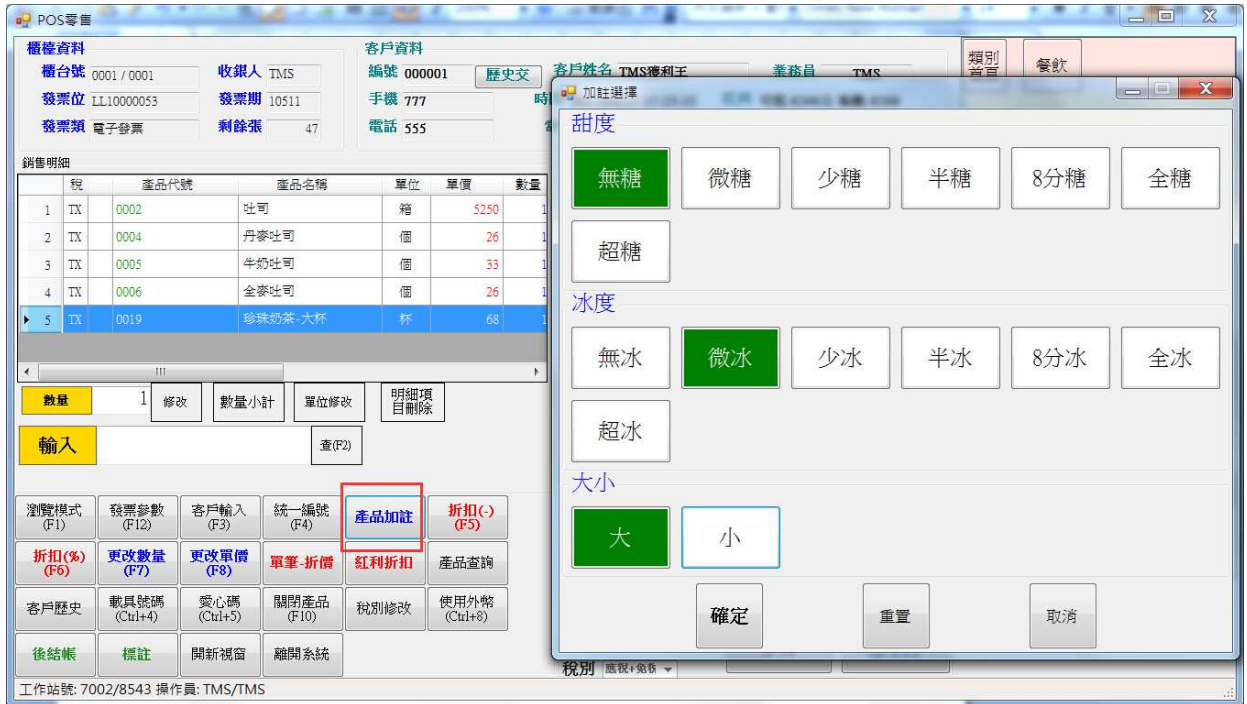 POS零售
櫃檯資料
櫃台號 0001 / 0001 收銀人 TMS
發票位 LL10000053 發票期 10511
發票類 電子發票 剩餘張 47
客戶資料
編號 000001 歷史交 客戶姓名 TMS獲利王 業務員 TMS
手機 777 時
電話 555
類別
首頁
餐飲
銷售明細
稅 產品代號 產品名稱 單位 單價 數量
1 TX 0002 吐司 箱 5250 1
2 TX 0004 丹麥吐司 個 26 1
3 TX 0005 牛奶吐司 個 33 1
4 TX 0006 全麥吐司 個 26 1
5 TX 0019 珍珠奶茶-大杯 杯 68 1
數量 1 修改 數量小計 單位修改 明細項
目刪除
輸入 查(F2)
瀏覽模式
(F1)
發票參數
(F12)
客戶輸入
(F3)
統一編號
(F4)
產品加註
折扣(-)
(F5)
折扣(%)
(F6)
更改數量
(F7)
更改單價
(F8)
單筆-折價
紅利折扣
產品查詢
客戶歷史
載具號碼
(Ctrl+4)
愛心碼
(Ctrl+5)
關閉產品
(F10)
稅別修改
使用外幣
(Ctrl+8)
後結帳
標註
開新視窗
離開系統
加註選擇
甜度
無糖 微糖 少糖 半糖 8分糖 全糖
超糖
冰度
無冰 微冰 少冰 半冰 8分冰 全冰
超冰
大小
大 小
確定 重置 取消
稅別 應稅+免稅
工作站號: 7002/8543 操作員: TMS/TMS